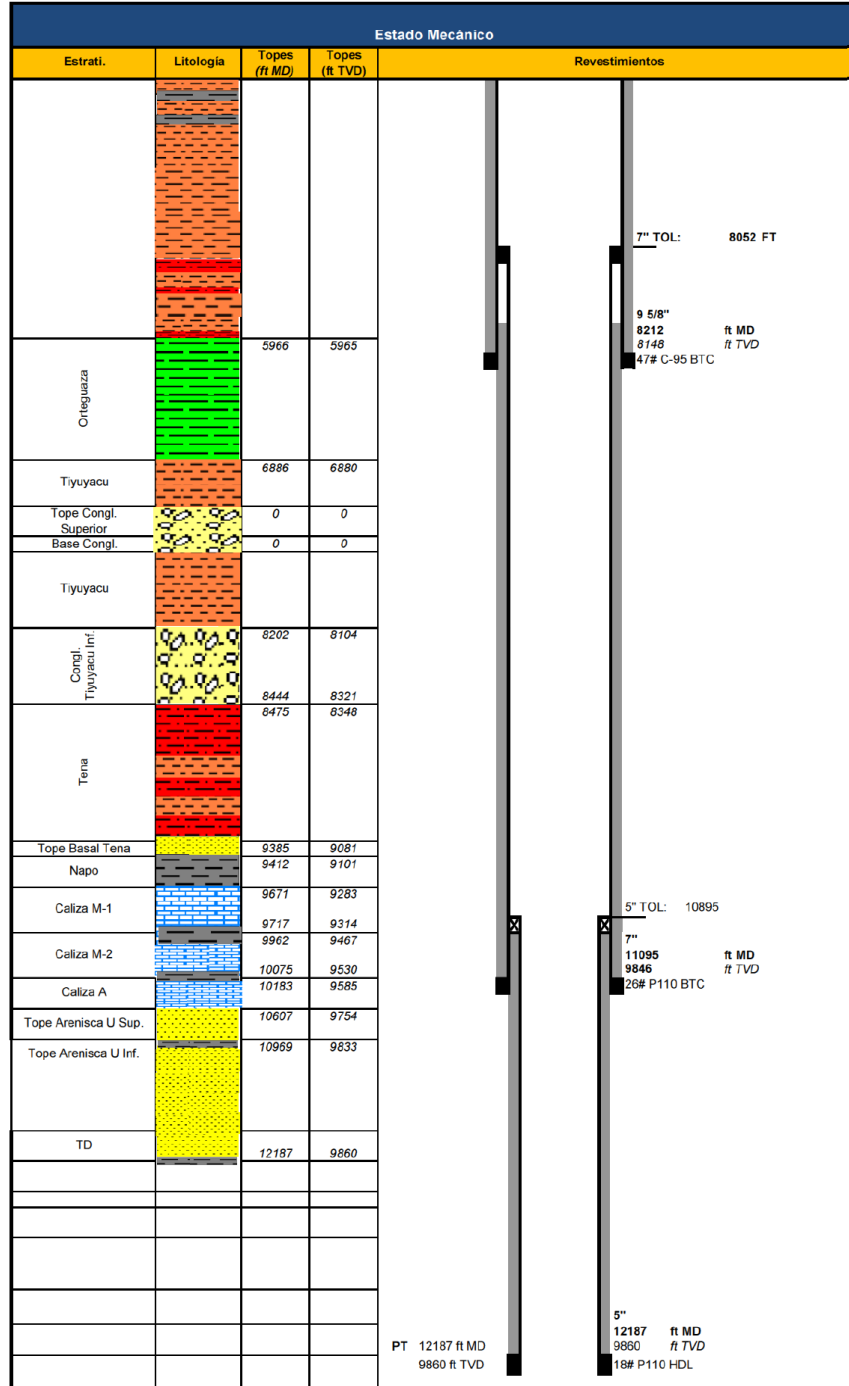 Estado Mecánico
Estrati. Litología Topes (ft MD) Topes (ft TVD) Revestimientos
7" TOL: 8052 FT
9 5/8"
8212 ft MD
8148 ft TVD
47# C-95 BTC
Orteguaza 5966 5965
Tiyuyacu 6886 6880
Tope Congl. Superior 0 0
Base Congl. 0 0
Tiyuyacu
Congl. Tiyuyacu Inf. 8202 8104
8444 8321
Tena 8475 8348
Tope Basal Tena 9385 9081
Napo 9412 9101
Caliza M-1 9671 9283
9717 9314
Caliza M-2 9962 9467
10075 9530
Caliza A 10183 9585
5" TOL: 10895
7"
11095 ft MD
9846 ft TVD
26# P110 BTC
Tope Arenisca U Sup. 10607 9754
Tope Arenisca U Inf. 10969 9833
TD 12187 9860
5"
12187 ft MD
9860 ft TVD
18# P110 HDL
PT 12187 ft MD
9860 ft TVD